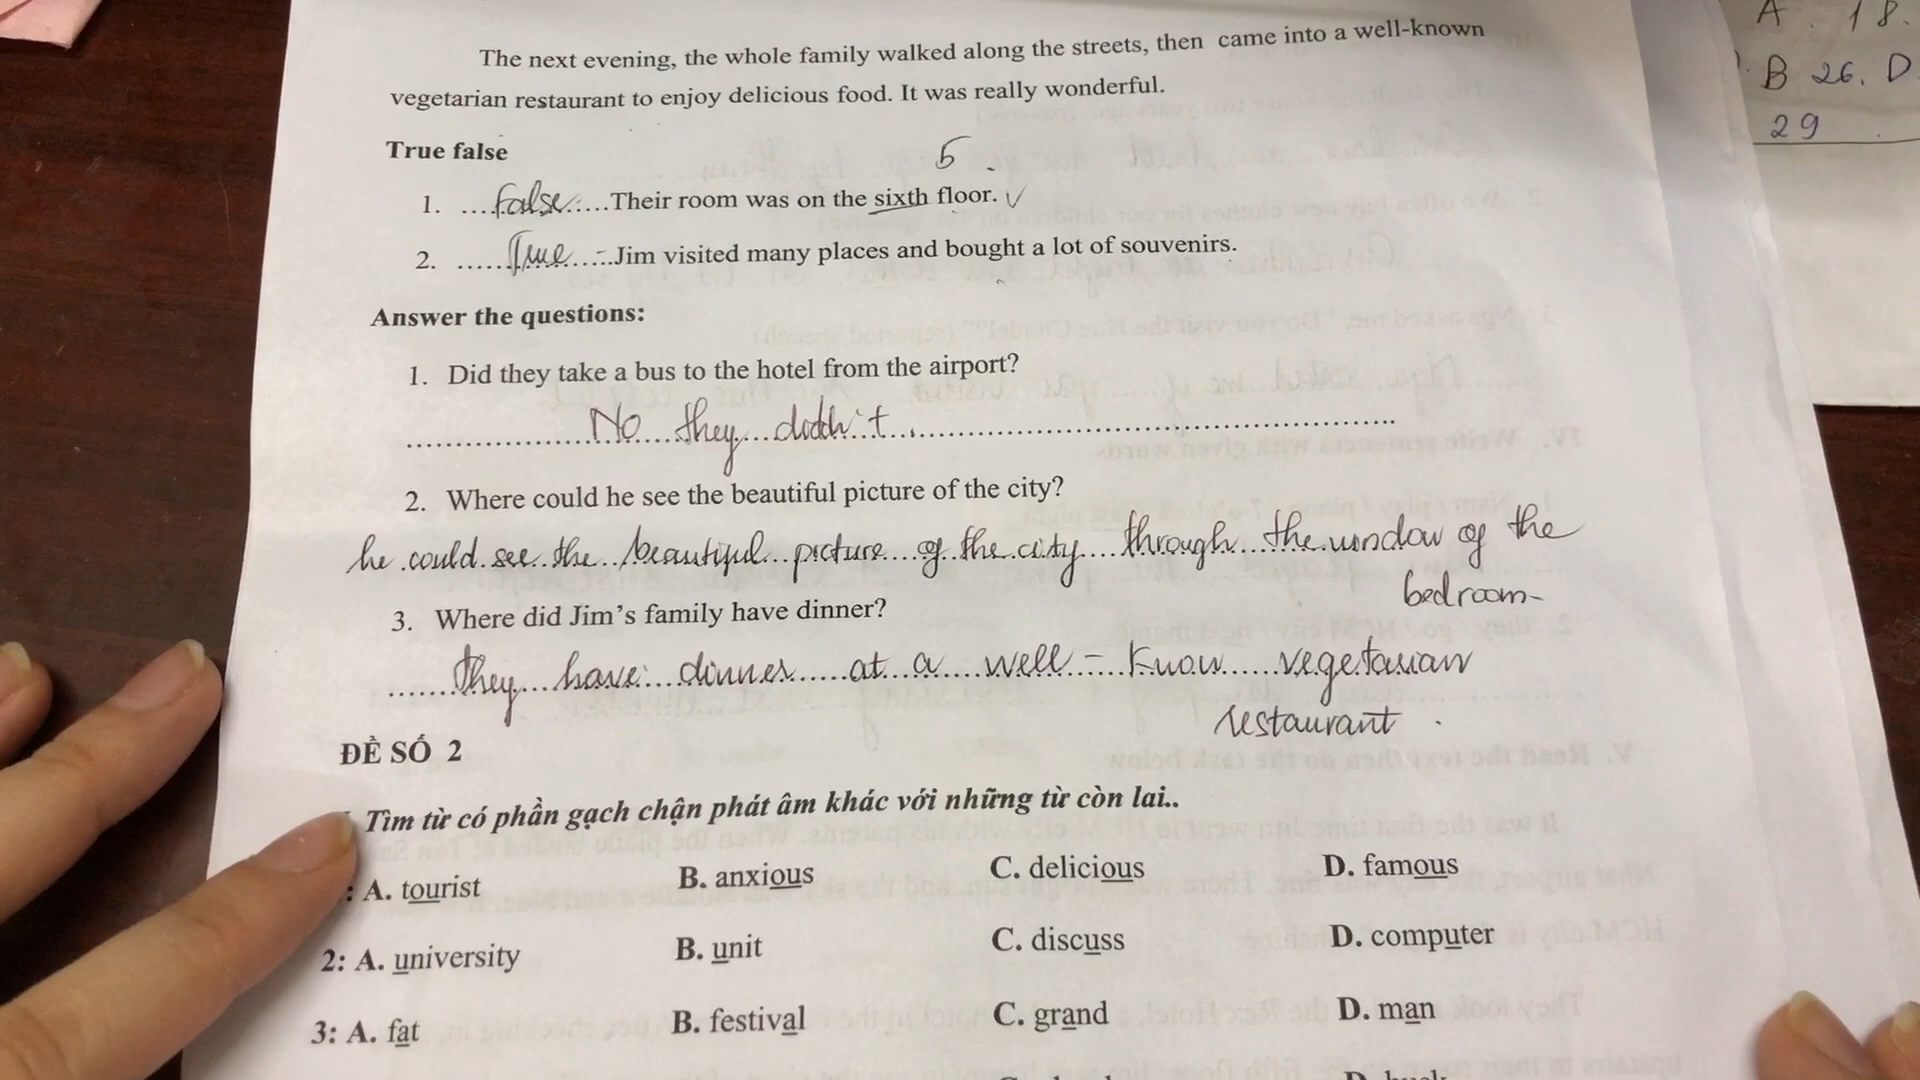 The next evening, the whole family walked along the streets, then came into a well-known
vegetarian restaurant to enjoy delicious food. It was really wonderful.
True false
5
1. ....false.....Their room was on the sixth floor. ✓
2. ......True.....Jim visited many places and bought a lot of souvenirs.
Answer the questions:
1. Did they take a bus to the hotel from the airport?
No they didn't
2. Where could he see the beautiful picture of the city?
he could see the beautiful picture of the city through the window of the
bedroom
3. Where did Jim's family have dinner?
they have dinner at a well - know vegetarian
restaurant .
ĐỀ SỐ 2
Tìm từ có phần gạch chận phát âm khác với những từ còn lai..
: A. tourist B. anxious C. delicious D. famous
2: A. university B. unit C. discuss D. computer
3: A. fat B. festival C. grand D. man
A . 18.
B 26. D
29